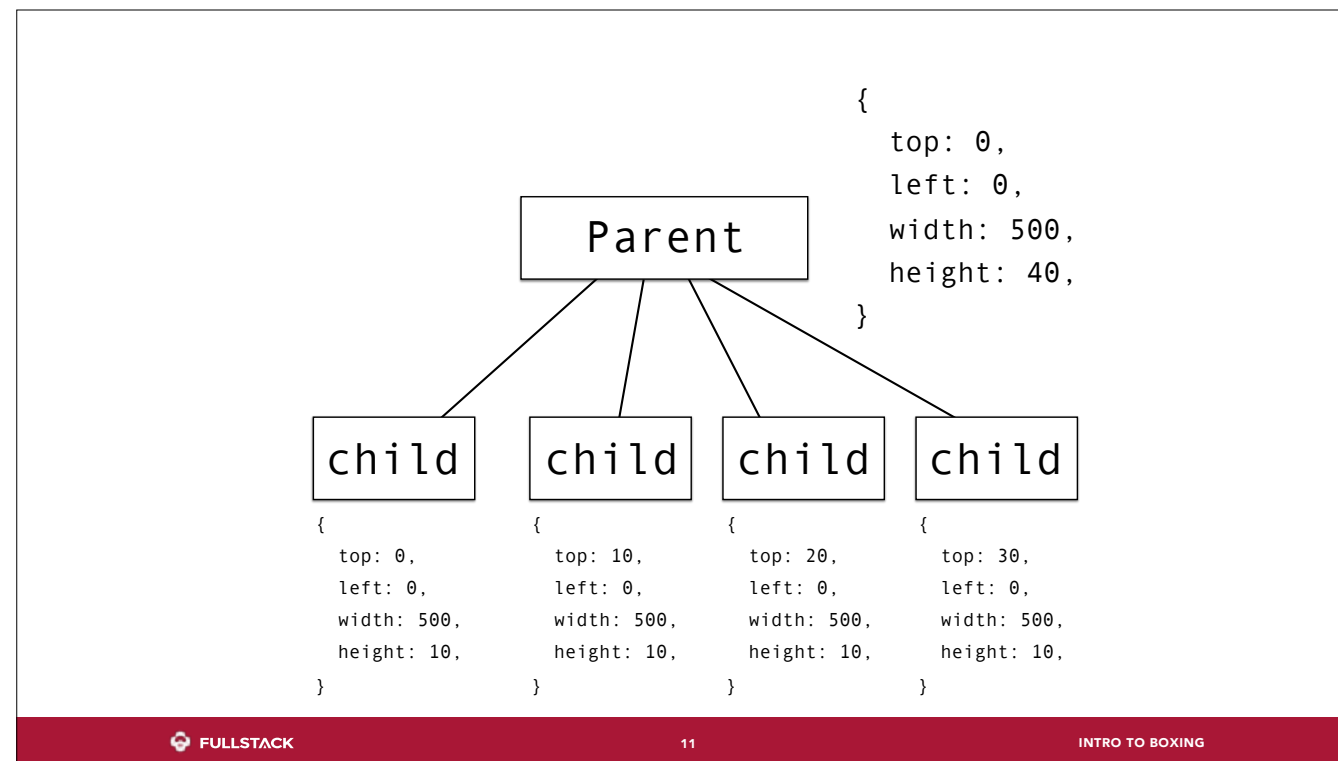 {
top: 0,
left: 0,
width: 500,
height: 40,
}
Parent
child
child
child
child
{
top: 0,
left: 0,
width: 500,
height: 10,
}
{
top: 10,
left: 0,
width: 500,
height: 10,
}
{
top: 20,
left: 0,
width: 500,
height: 10,
}
{
top: 30,
left: 0,
width: 500,
height: 10,
}
FULLSTACK
11
INTRO TO BOXING